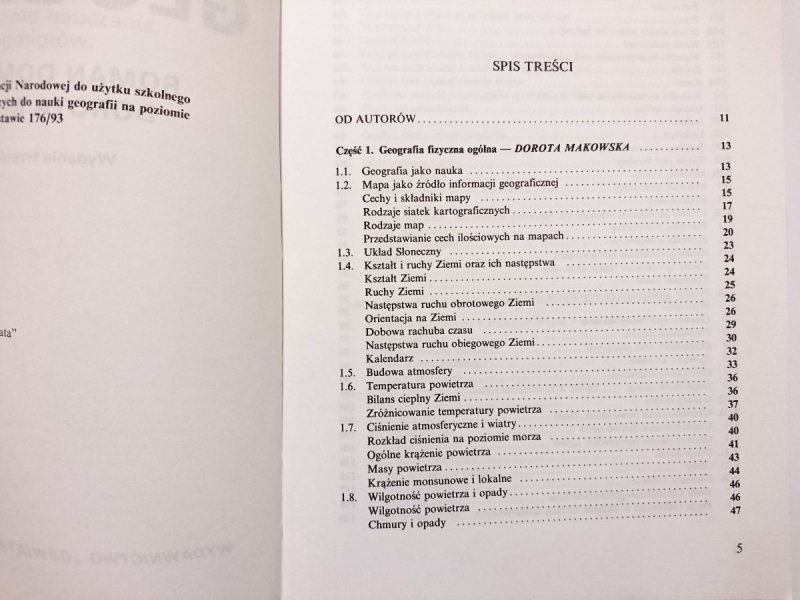 cji Narodowej do użytku szkolnego
ych do nauki geografii na poziomie
stawie 176/93
ata"
SPIS TREŚCI
OD AUTORÓW 11
Część 1. Geografia fizyczna ogólna — DOROTA MAKOWSKA 13
1.1. Geografia jako nauka 13
1.2. Mapa jako źródło informacji geograficznej 15
Cechy i składniki mapy 15
Rodzaje siatek kartograficznych 17
Rodzaje map 19
Przedstawianie cech ilościowych na mapach 20
1.3. Układ Słoneczny 23
1.4. Kształt i ruchy Ziemi oraz ich następstwa 24
Kształt Ziemi 24
Ruchy Ziemi 25
Następstwa ruchu obrotowego Ziemi 26
Orientacja na Ziemi 26
Dobowa rachuba czasu 29
Następstwa ruchu obiegowego Ziemi 30
Kalendarz 32
1.5. Budowa atmosfery 33
1.6. Temperatura powietrza 36
Bilans cieplny Ziemi 36
Zróżnicowanie temperatury powietrza 37
1.7. Ciśnienie atmosferyczne i wiatry 40
Rozkład ciśnienia na poziomie morza 40
Ogólne krążenie powietrza 41
Masy powietrza 43
Krążenie monsunowe i lokalne 44
1.8. Wilgotność powietrza i opady 46
Wilgotność powietrza 46
Chmury i opady 47
5